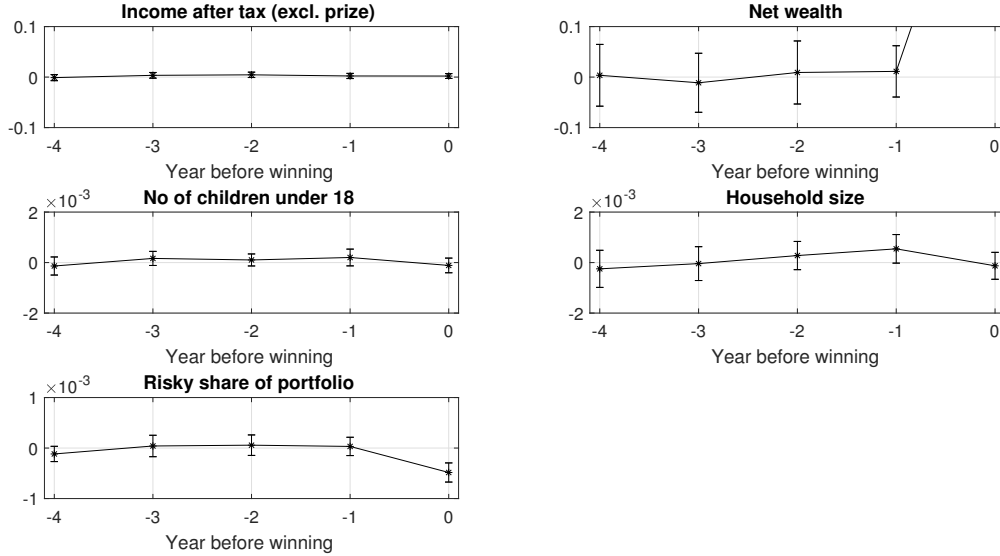 Income after tax (excl. prize)
0.1
0
-0.1
-4 -3 -2 -1 0
Year before winning
Net wealth
0.1
0
-0.1
-4 -3 -2 -1 0
Year before winning
No of children under 18
×10⁻³
2
0
-2
-4 -3 -2 -1 0
Year before winning
Household size
×10⁻³
2
0
-2
-4 -3 -2 -1 0
Year before winning
Risky share of portfolio
×10⁻³
1
0
-1
-4 -3 -2 -1 0
Year before winning